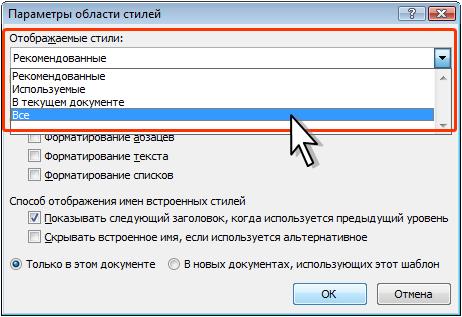 Параметры области стилей
Отображаемые стили:
Рекомендованные
Рекомендованные
Используемые
В текущем документе
Все
Форматирование абзацев
Форматирование текста
Форматирование списков
Способ отображения имен встроенных стилей
Показывать следующий заголовок, когда используется предыдущий уровень
Скрывать встроенное имя, если используется альтернативное
Только в этом документе В новых документах, использующих этот шаблон
ОК Отмена